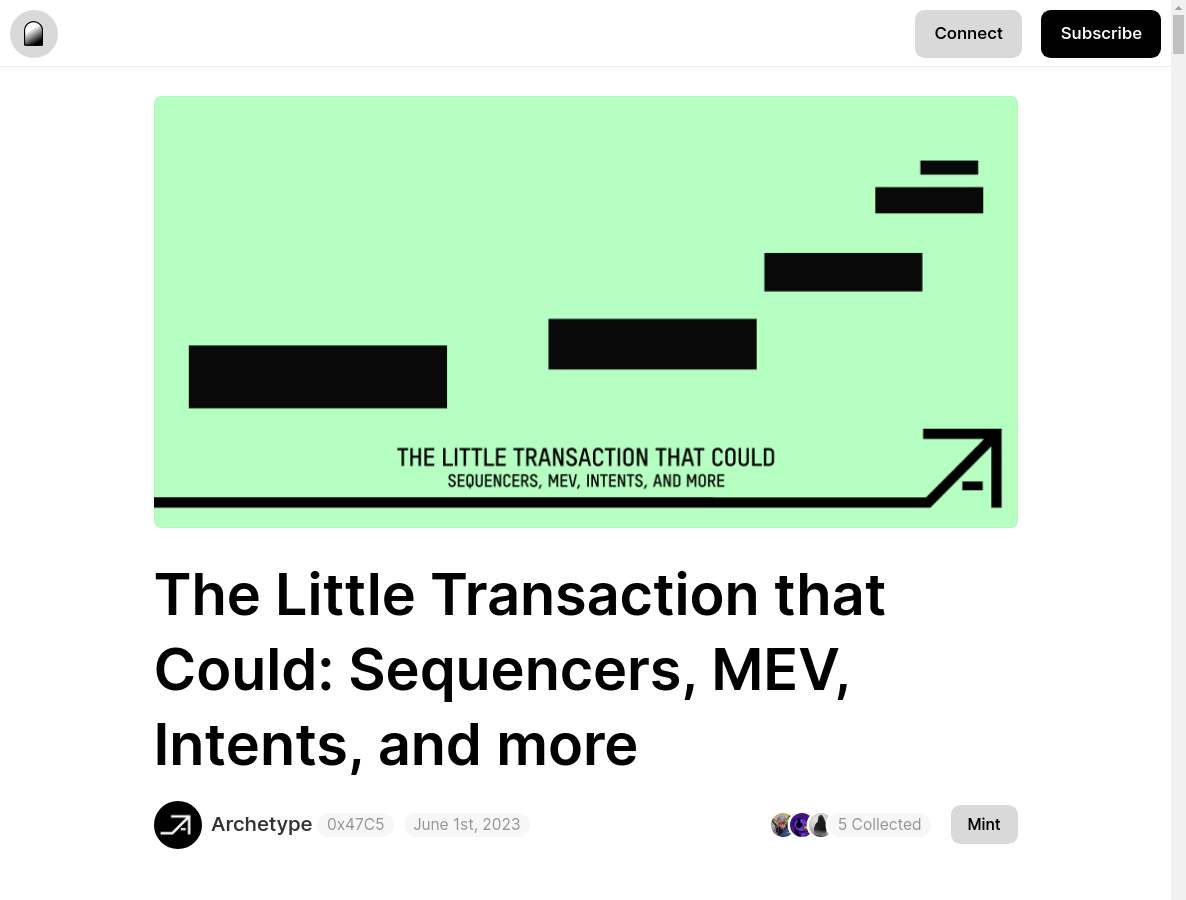 Connect
Subscribe
THE LITTLE TRANSACTION THAT COULD
SEQUENCERS, MEV, INTENTS, AND MORE
The Little Transaction that
Could: Sequencers, MEV,
Intents, and more
Archetype 0x47C5 June 1st, 2023
5 Collected
Mint